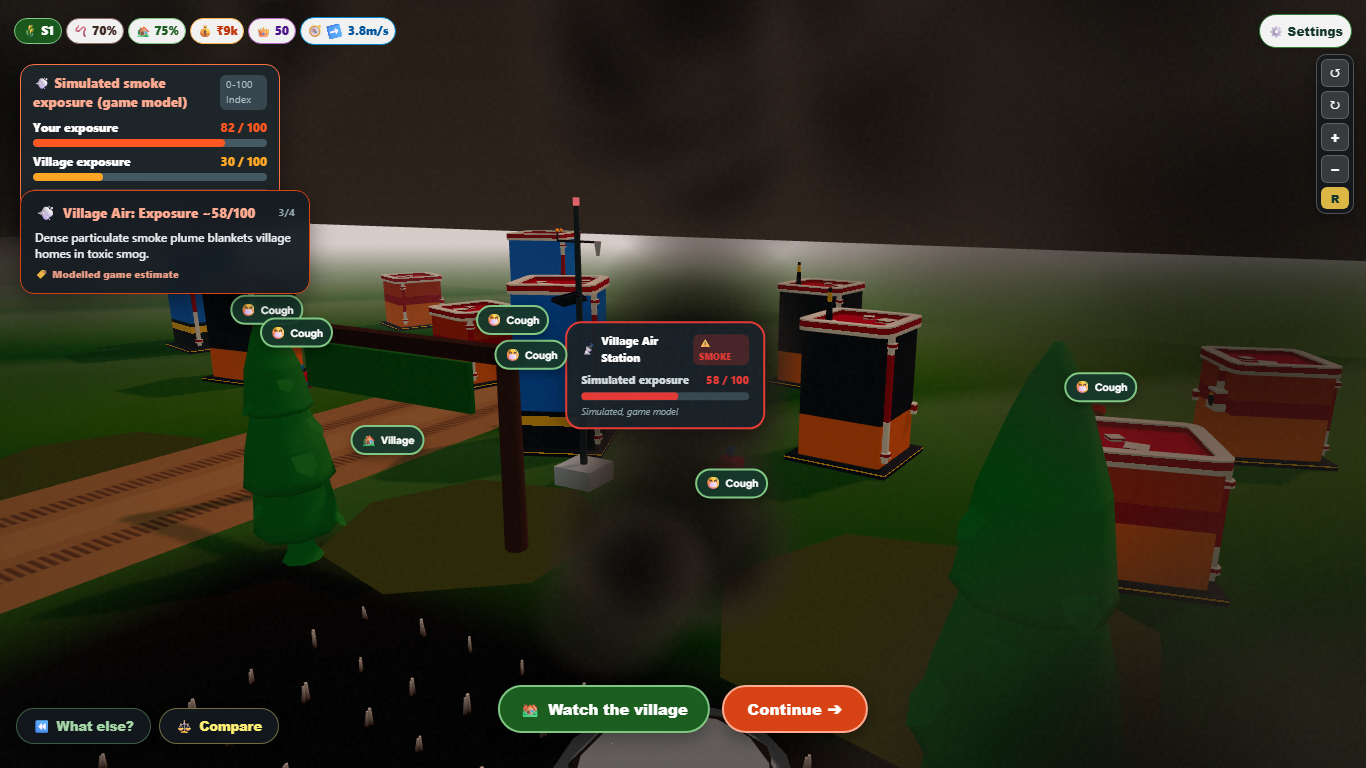 S1
70%
75%
₹9k
50
3.8m/s
Settings
Simulated smoke
exposure (game model)
0-100
Index
Your exposure
82 / 100
Village exposure
30 / 100
Village Air: Exposure ~58/100
3/4
Dense particulate smoke plume blankets village
homes in toxic smog.
Modelled game estimate
R
Cough
Cough
Cough
Cough
Village Air
Station
SMOKE
Simulated exposure
58 / 100
Simulated, game model
Cough
Village
Cough
What else?
Compare
Watch the village
Continue →